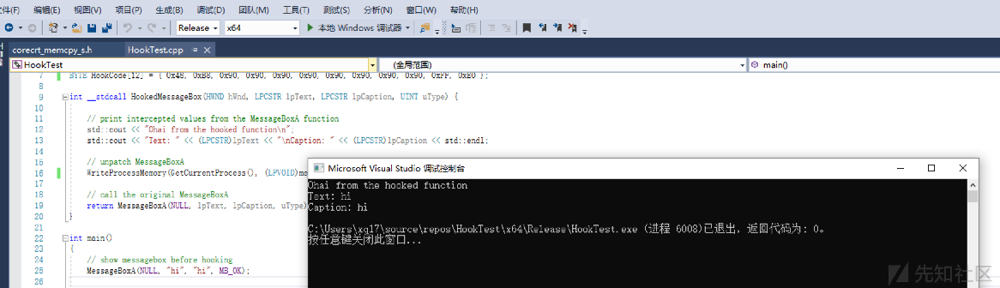 文件(F) 编辑(E) 视图(V) 项目(P) 生成(B) 调试(D) 团队(M) 工具(T) 测试(S) 分析(N) 窗口(W) 帮助(H)
Release x64 本地 Windows 调试器
corecrt_memcpy_s.h HookTest.cpp
HookTest (全局范围) main()
7 BYTE HookCode[12] = { 0x48, 0xB8, 0x90, 0x90, 0x90, 0x90, 0x90, 0x90, 0x90, 0x90, 0xFF, 0xE0 };
8
9 int __stdcall HookedMessageBox(HWND hWnd, LPCSTR lpText, LPCSTR lpCaption, UINT uType) {
10
11 // print intercepted values from the MessageBoxA function
12 std::cout << "Ohai from the hooked function\n";
13 std::cout << "Text: " << (LPCSTR)lpText << "\nCaption: " << (LPCSTR)lpCaption << std::endl;
14
15 // unpatch MessageBoxA
16 WriteProcessMemory(GetCurrentProcess(), (LPVOID)me
17
18 // call the original MessageBoxA
19 return MessageBoxA(NULL, lpText, lpCaption, uType)
20 }
21
22 int main()
23 {
24 // show messagebox before hooking
25 MessageBoxA(NULL, "hi", "hi", MB_OK);
26
Microsoft Visual Studio 调试控制台
Ohai from the hooked function
Text: hi
Caption: hi
C:\Users\xq17\source\repos\HookTest\x64\Release\HookTest.exe (进程 6008)已退出，返回代码为: 0。
按任意键关闭此窗口...
先知社区